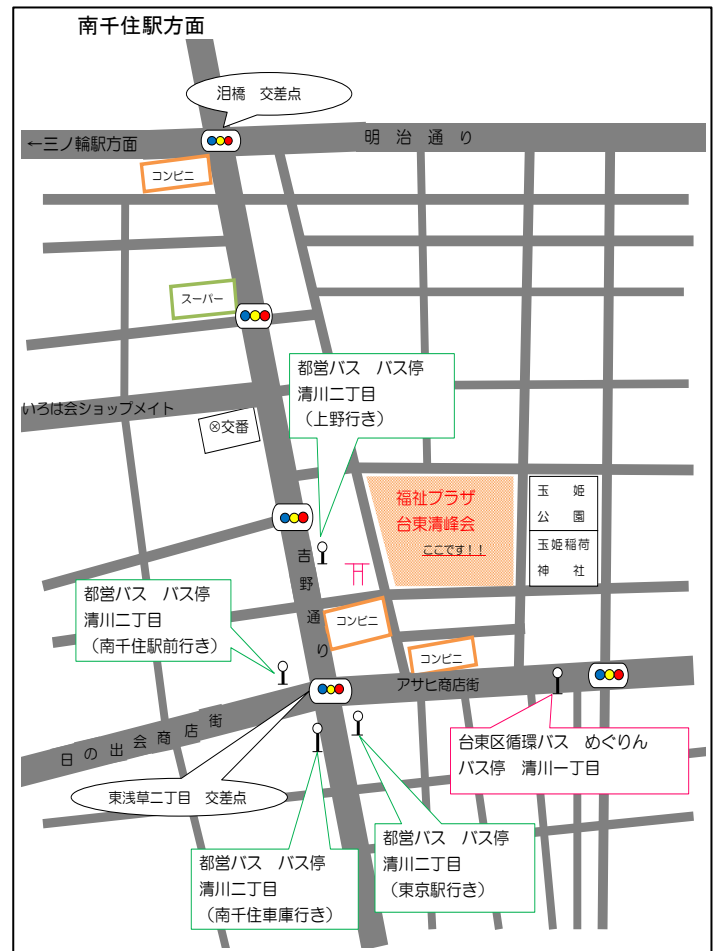 南千住駅方面
泪橋　交差点
←三ノ輪駅方面
明治通り
コンビニ
スーパー
都営バス　バス停
清川二丁目
（上野行き）
いろは会ショップメイト
⊗交番
福祉プラザ
台東清峰会
ここです！！
玉　姫
公　園
玉姫稲荷
神　社
吉野通り
都営バス　バス停
清川二丁目
（南千住駅前行き）
コンビニ
コンビニ
アサヒ商店街
日の出会商店街
台東区循環バス　めぐりん
バス停　清川一丁目
東浅草二丁目　交差点
都営バス　バス停
清川二丁目
（東京駅行き）
都営バス　バス停
清川二丁目
（南千住車庫行き）